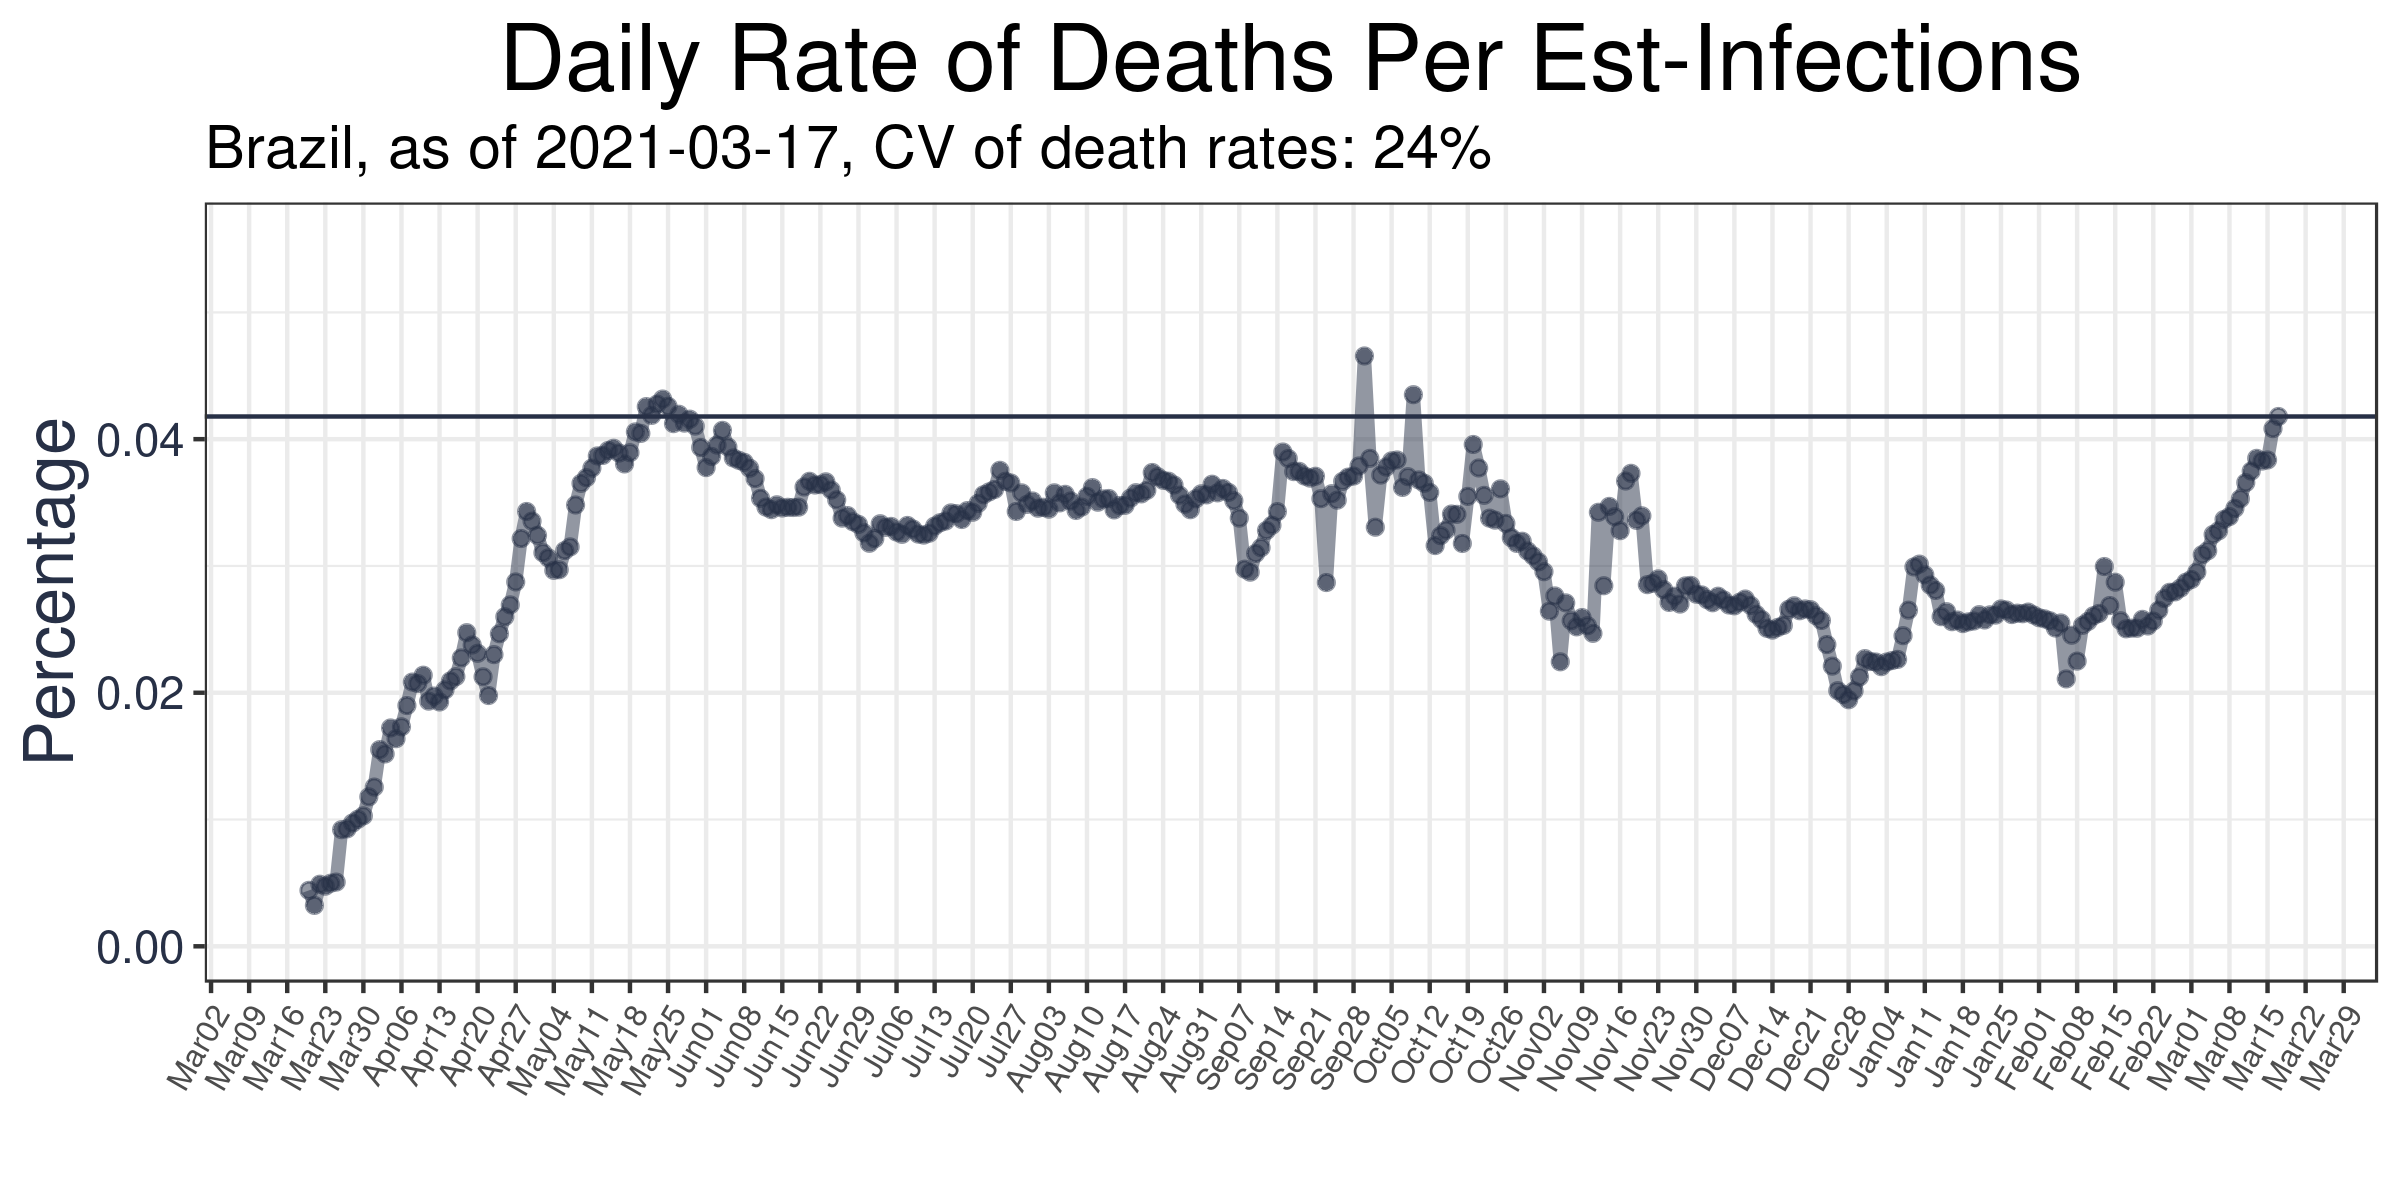 Daily Rate of Deaths Per Est-Infections
Brazil, as of 2021-03-17, CV of death rates: 24%
Percentage
0.04
0.02
0.00
Mar02
Mar09
Mar16
Mar23
Mar30
Apr06
Apr13
Apr20
Apr27
May04
May11
May18
May25
Jun01
Jun08
Jun15
Jun22
Jun29
Jul06
Jul13
Jul20
Jul27
Aug03
Aug10
Aug17
Aug24
Aug31
Sep07
Sep14
Sep21
Sep28
Oct05
Oct12
Oct19
Oct26
Nov02
Nov09
Nov16
Nov23
Nov30
Dec07
Dec14
Dec21
Dec28
Jan04
Jan11
Jan18
Jan25
Feb01
Feb08
Feb15
Feb22
Mar01
Mar08
Mar15
Mar22
Mar29